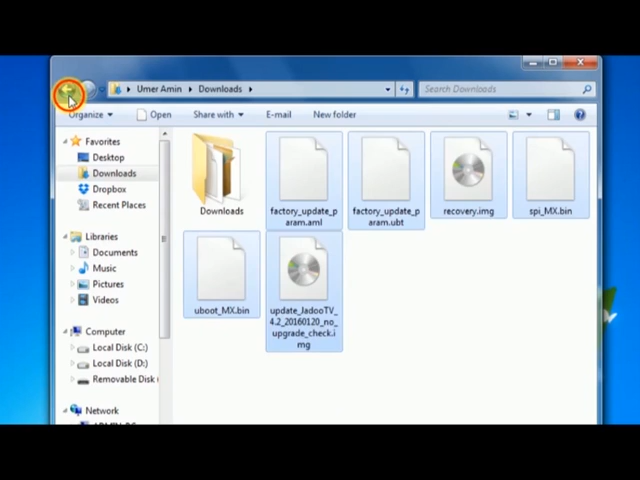 Umer Amin
Downloads
Search Downloads
Organize
Open
Share with
E-mail
New folder
Favorites
Desktop
Downloads
Dropbox
Recent Places
Libraries
Documents
Music
Pictures
Videos
Computer
Local Disk (C:)
Local Disk (D:)
Removable Disk
Network
Downloads
factory_update_p
aram.aml
factory_update_p
aram.ubt
recovery.img
spi_MX.bin
uboot_MX.bin
update_JadooTV_
4.2_20160120_no_
upgrade_check.i
mg